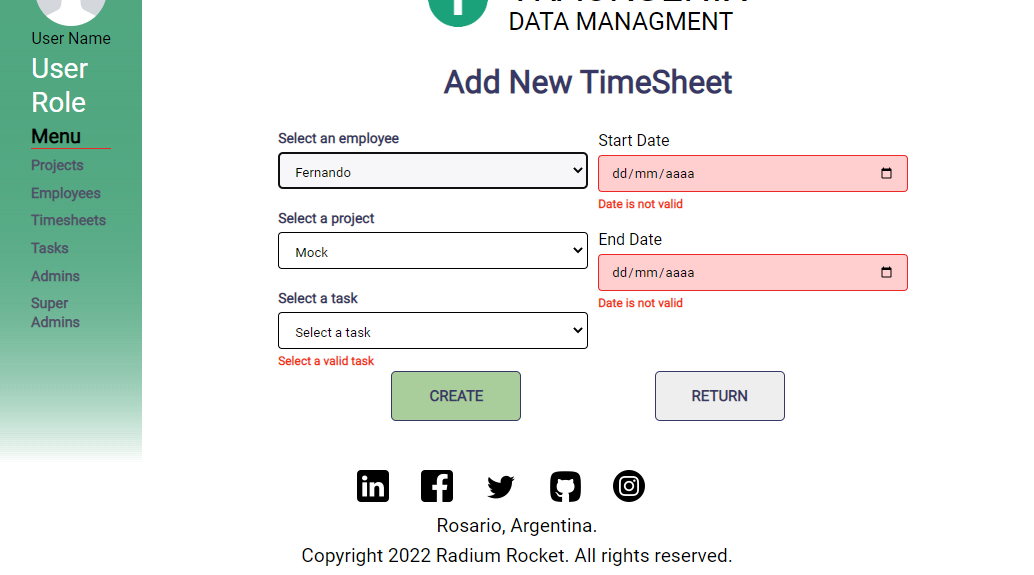 DATA MANAGMENT
User Name
User
Role
Menu
Projects
Employees
Timesheets
Tasks
Admins
Super
Admins
Add New TimeSheet
Select an employee
Fernando
Select a project
Mock
Select a task
Select a task
Select a valid task
Start Date
dd/mm/aaaa
Date is not valid
End Date
dd/mm/aaaa
Date is not valid
CREATE
RETURN
Rosario, Argentina.
Copyright 2022 Radium Rocket. All rights reserved.